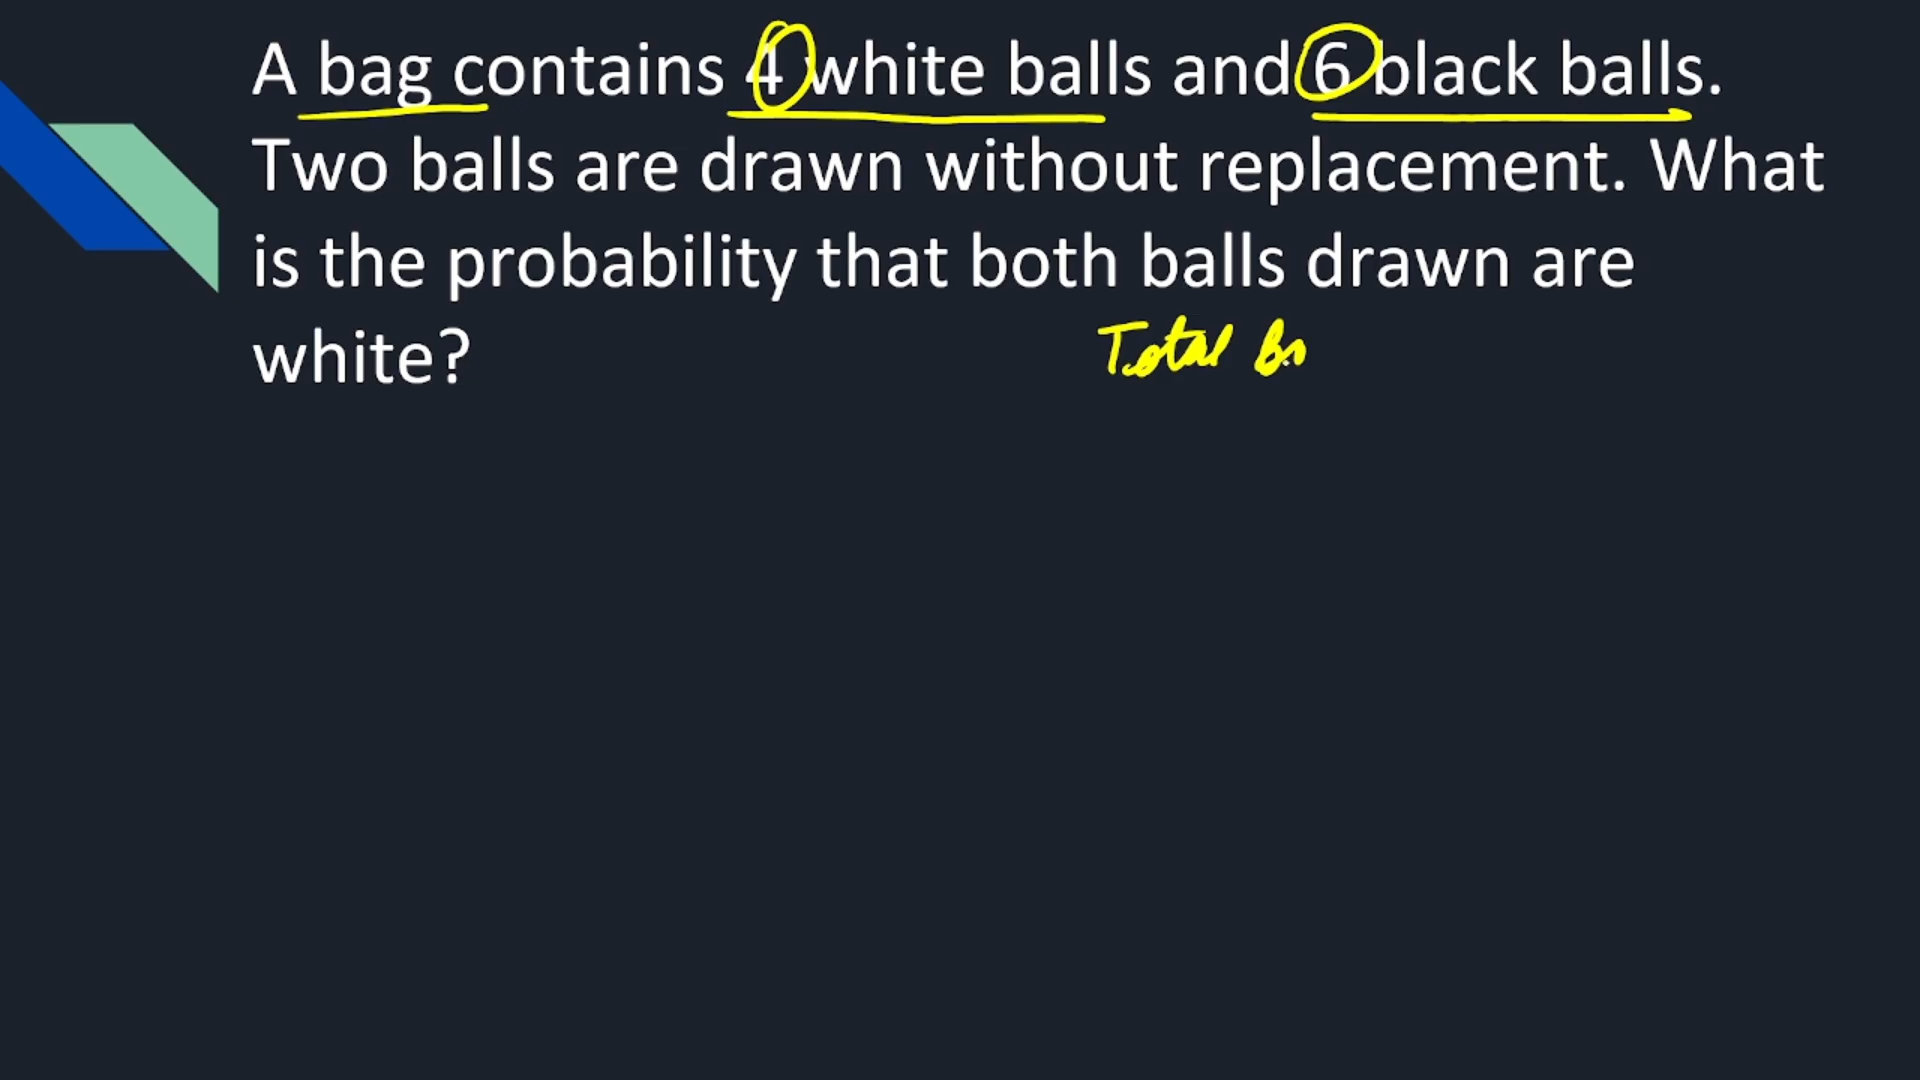 A bag contains 4 white balls and 6 black balls.
Two balls are drawn without replacement. What
is the probability that both balls drawn are
white?
Total